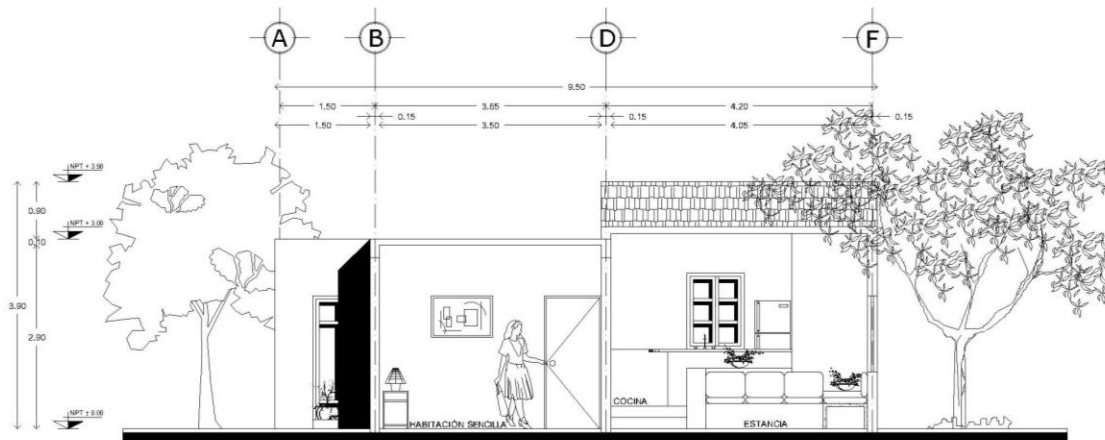 A B D F
9.50
1.50 3.65 4.20
0.15 0.15 0.15
1.50 3.50 4.05
NPT + 3.90
0.90
NPT + 3.00
0.10
3.90
2.90
NPT ± 0.00
COCINA
HABITACIÓN SENCILLA
ESTANCIA